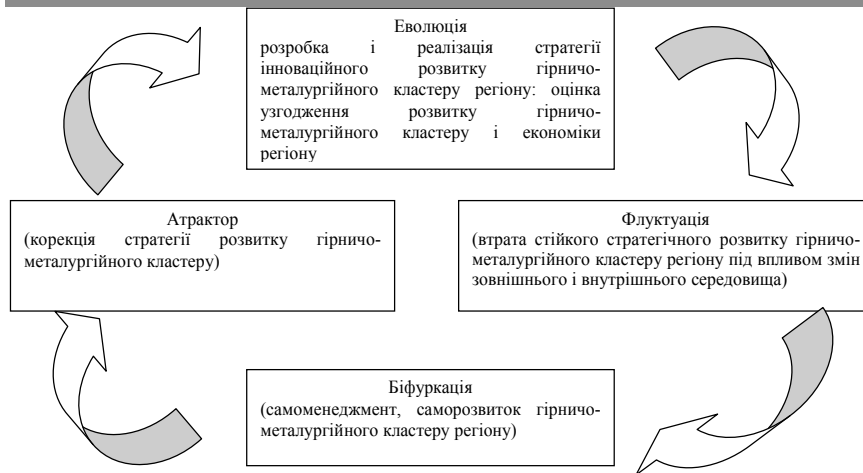 Еволюція
розробка і реалізація стратегії
інноваційного розвитку гірничо-
металургійного кластеру регіону: оцінка
узгодження розвитку гірничо-
металургійного кластеру і економіки
регіону
Атрактор
(корекція стратегії розвитку гірничо-
металургійного кластеру)
Флуктуація
(втрата стійкого стратегічного розвитку гірничо-
металургійного кластеру регіону під впливом змін
зовнішнього і внутрішнього середовища)
Біфуркація
(самоменеджмент, саморозвиток гірничо-
металургійного кластеру регіону)